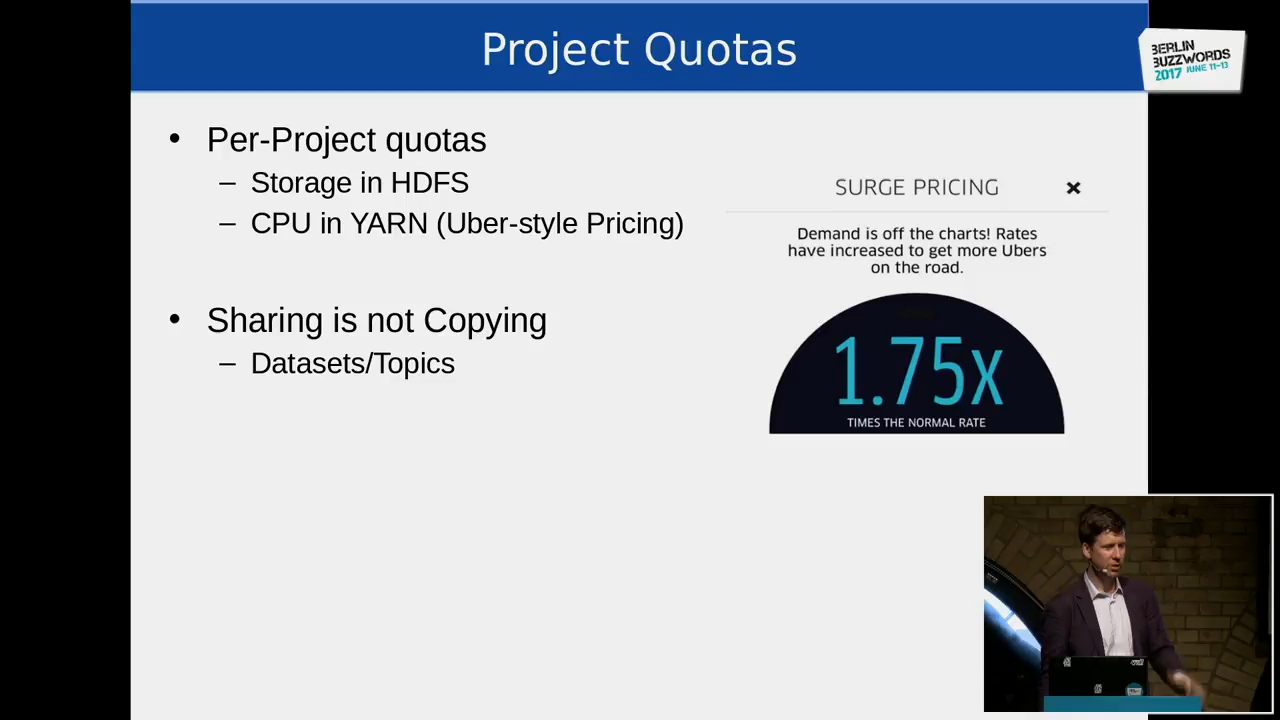 Project Quotas
BERLIN
BUZZWORDS
2017 JUNE 11-13
• Per-Project quotas
– Storage in HDFS
– CPU in YARN (Uber-style Pricing)
• Sharing is not Copying
– Datasets/Topics
SURGE PRICING
Demand is off the charts! Rates
have increased to get more Ubers
on the road.
1.75x
TIMES THE NORMAL RATE